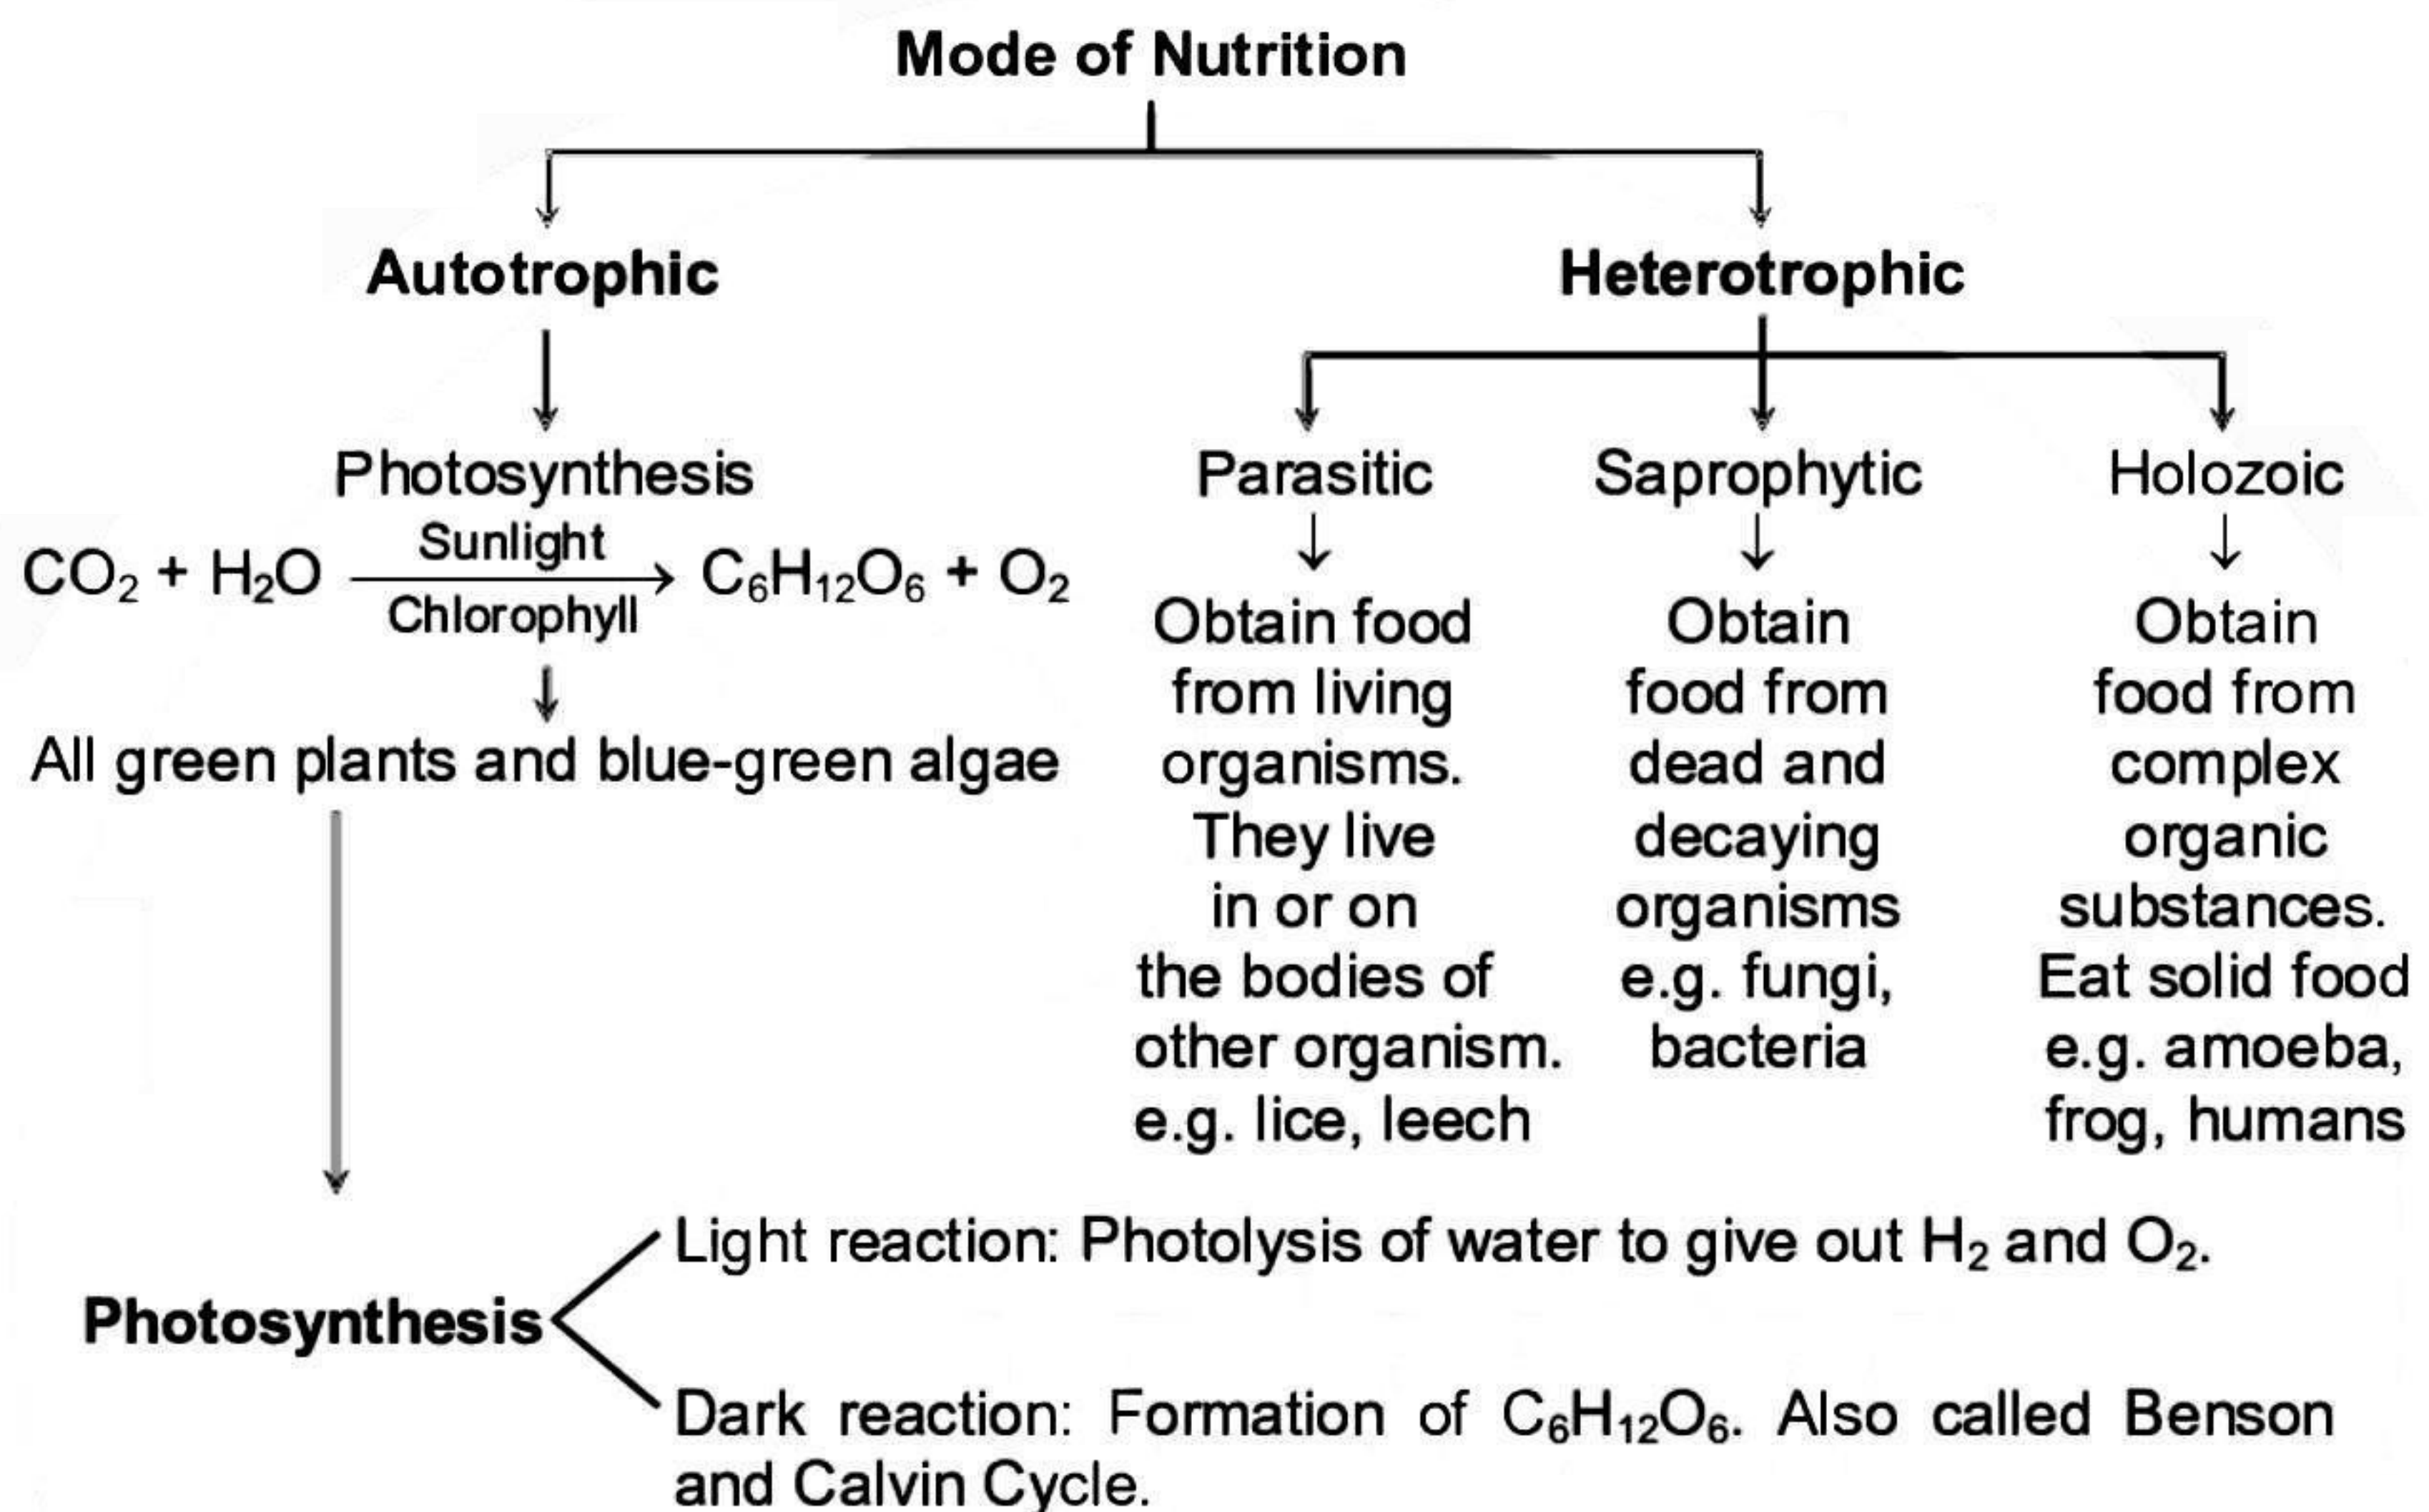 Mode of Nutrition
Autotrophic
Photosynthesis
Sunlight
CO₂ + H₂O → C₆H₁₂O₆ + O₂
Chlorophyll
All green plants and blue-green algae
Heterotrophic
Parasitic
Obtain food
from living
organisms.
They live
in or on
the bodies of
other organism.
e.g. lice, leech
Saprophytic
Obtain
food from
dead and
decaying
organisms
e.g. fungi,
bacteria
Holozoic
Obtain
food from
complex
organic
substances.
Eat solid food
e.g. amoeba,
frog, humans
Photosynthesis
Light reaction: Photolysis of water to give out H₂ and O₂.
Dark reaction: Formation of C₆H₁₂O₆. Also called Benson
and Calvin Cycle.